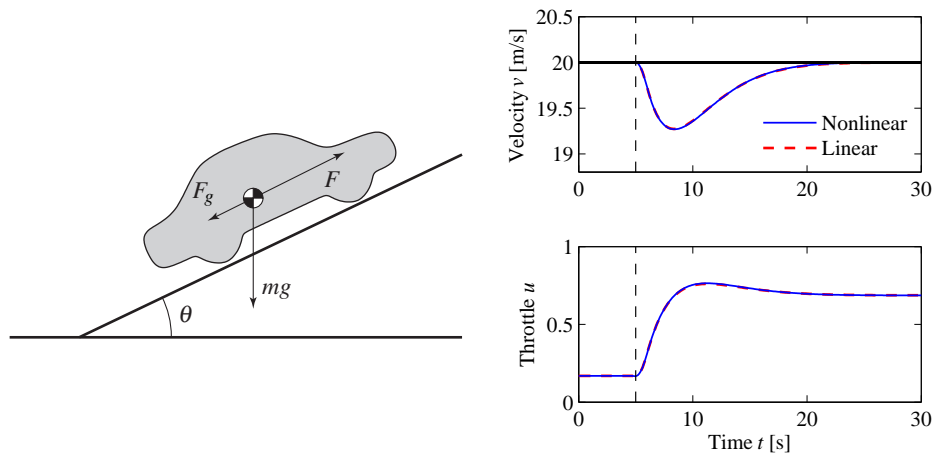 F_g
F
mg
θ
Velocity v [m/s]
20.5
20
19.5
19
0 10 20 30
Nonlinear
Linear
Throttle u
1
0.5
0
0 10 20 30
Time t [s]